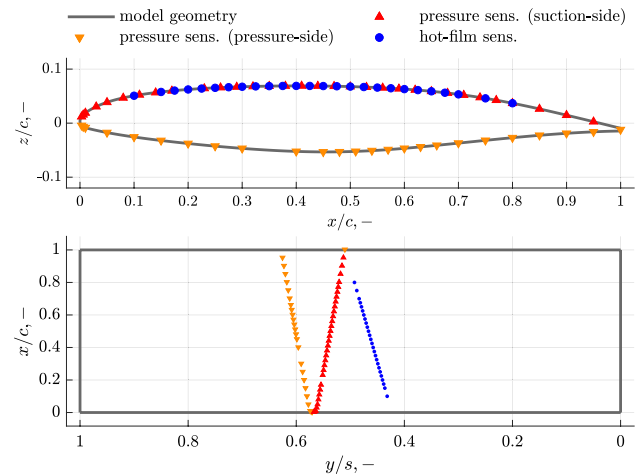 model geometry
pressure sens. (suction-side)
pressure sens. (pressure-side)
hot-film sens.
0.1
0
-0.1
z/c, −
0 0.1 0.2 0.3 0.4 0.5 0.6 0.7 0.8 0.9 1
x/c, −
1
0.8
0.6
0.4
0.2
0
x/c, −
1 0.8 0.6 0.4 0.2 0
y/s, −